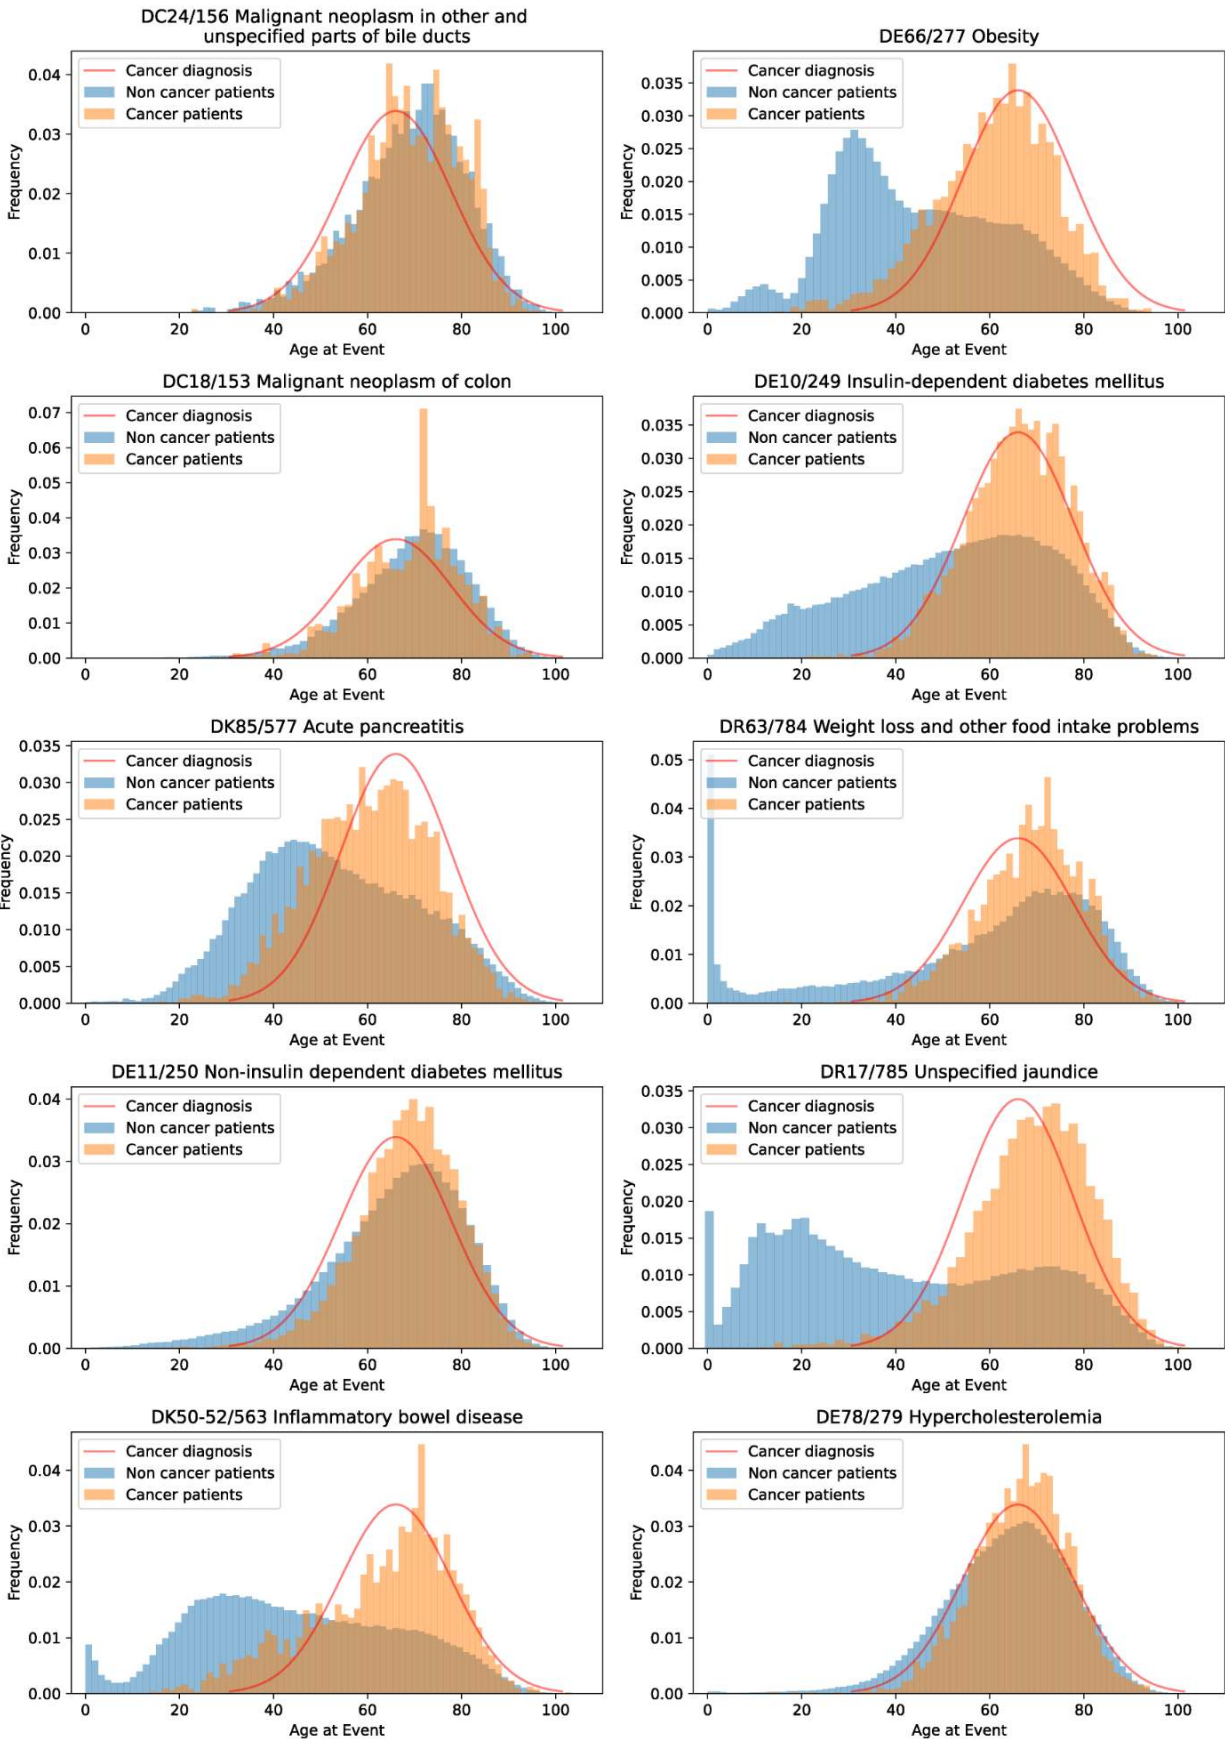 DC24/156 Malignant neoplasm in other and
unspecified parts of bile ducts
Cancer diagnosis
Non cancer patients
Cancer patients
Frequency
0.04
0.03
0.02
0.01
0.00
0 20 40 60 80 100
Age at Event
DE66/277 Obesity
Cancer diagnosis
Non cancer patients
Cancer patients
Frequency
0.035
0.030
0.025
0.020
0.015
0.010
0.005
0.000
0 20 40 60 80 100
Age at Event
DC18/153 Malignant neoplasm of colon
Cancer diagnosis
Non cancer patients
Cancer patients
Frequency
0.07
0.06
0.05
0.04
0.03
0.02
0.01
0.00
0 20 40 60 80 100
Age at Event
DE10/249 Insulin-dependent diabetes mellitus
Cancer diagnosis
Non cancer patients
Cancer patients
Frequency
0.035
0.030
0.025
0.020
0.015
0.010
0.005
0.000
0 20 40 60 80 100
Age at Event
DK85/577 Acute pancreatitis
Cancer diagnosis
Non cancer patients
Cancer patients
Frequency
0.035
0.030
0.025
0.020
0.015
0.010
0.005
0.000
0 20 40 60 80 100
Age at Event
DR63/784 Weight loss and other food intake problems
Cancer diagnosis
Non cancer patients
Cancer patients
Frequency
0.05
0.04
0.03
0.02
0.01
0.00
0 20 40 60 80 100
Age at Event
DE11/250 Non-insulin dependent diabetes mellitus
Cancer diagnosis
Non cancer patients
Cancer patients
Frequency
0.04
0.03
0.02
0.01
0.00
0 20 40 60 80 100
Age at Event
DR17/785 Unspecified jaundice
Cancer diagnosis
Non cancer patients
Cancer patients
Frequency
0.035
0.030
0.025
0.020
0.015
0.010
0.005
0.000
0 20 40 60 80 100
Age at Event
DK50-52/563 Inflammatory bowel disease
Cancer diagnosis
Non cancer patients
Cancer patients
Frequency
0.04
0.03
0.02
0.01
0.00
0 20 40 60 80 100
Age at Event
DE78/279 Hypercholesterolemia
Cancer diagnosis
Non cancer patients
Cancer patients
Frequency
0.04
0.03
0.02
0.01
0.00
0 20 40 60 80 100
Age at Event